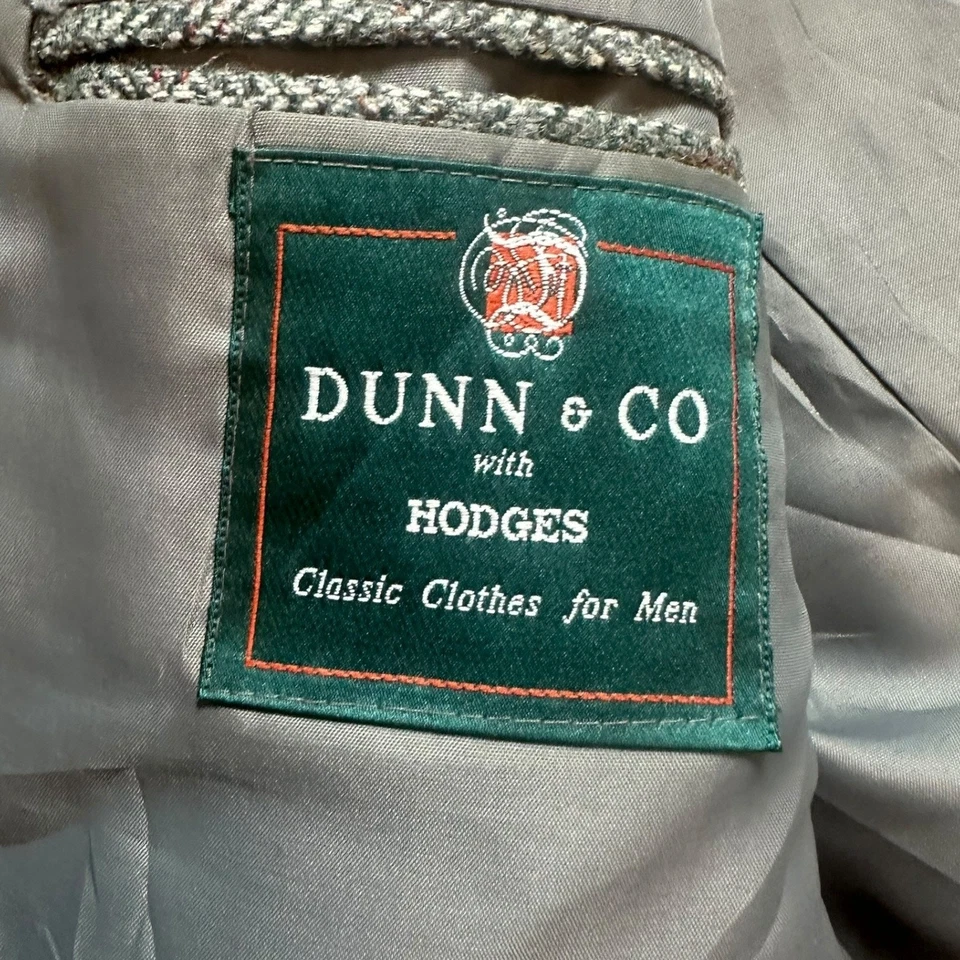 DUNN & CO
with
HODGES
Classic Clothes for Men